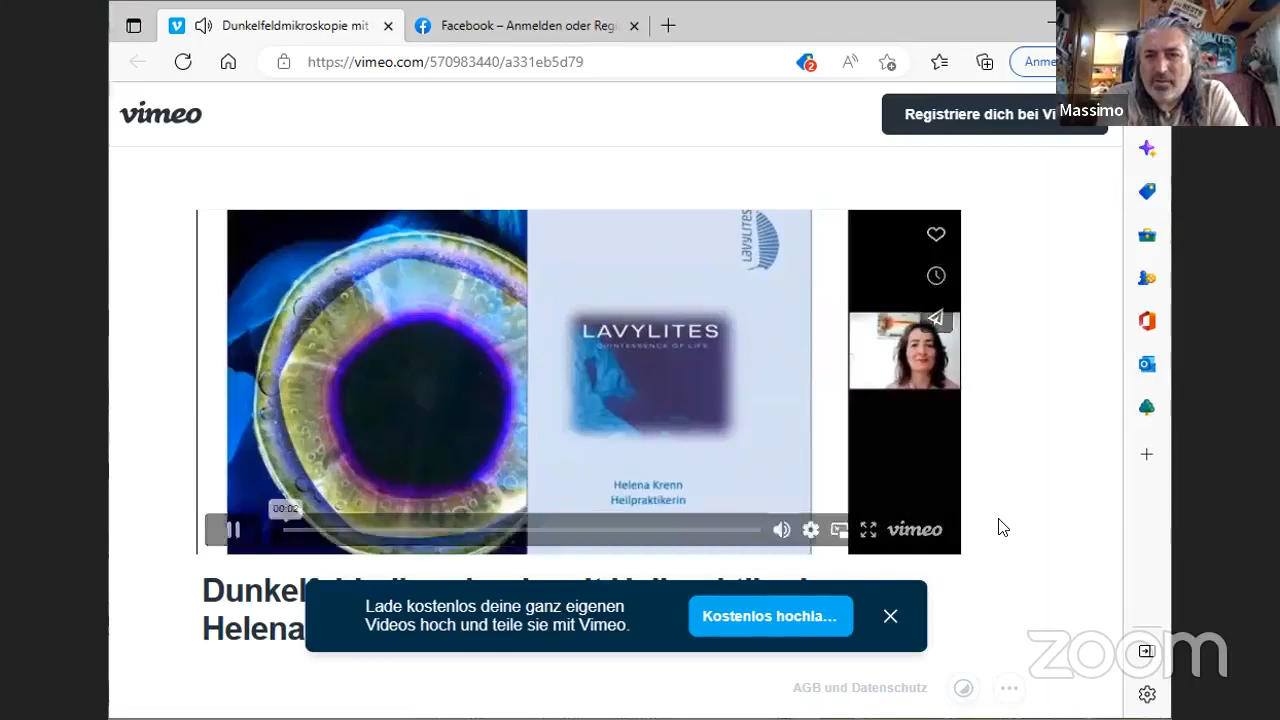 Dunkelfeldmikroskopie mit
Facebook – Anmelden oder Regi
https://vimeo.com/570983440/a331eb5d79
2
Anme
Massimo
vimeo
Registriere dich bei Vi
LAVYLITES
LAVYLITES
QUINTESSENCE OF LIFE
Helena Krenn
Heilpraktikerin
00:02
vimeo
Helena
Lade kostenlos deine ganz eigenen
Videos hoch und teile sie mit Vimeo.
Kostenlos hochla...
AGB und Datenschutz
zoom